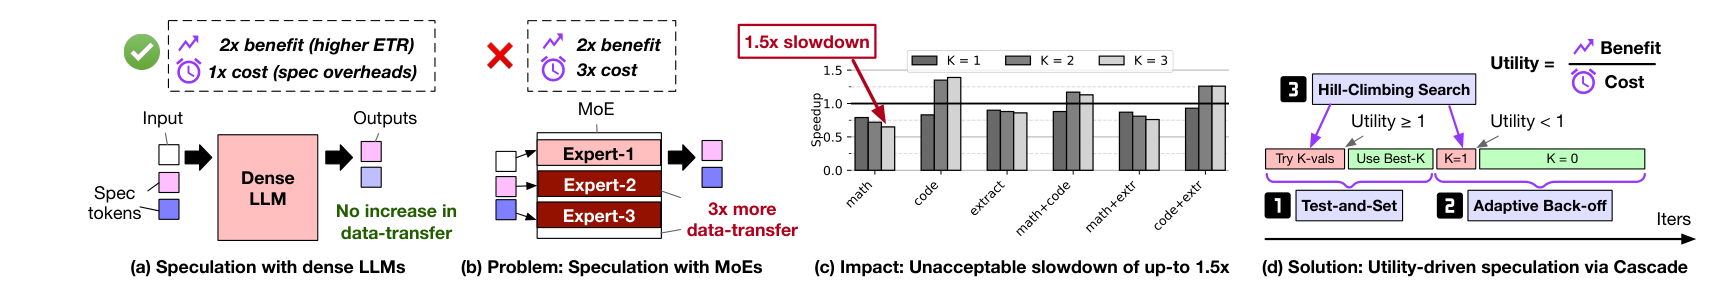 2x benefit (higher ETR)
1x cost (spec overheads)
Input
Outputs
Dense
LLM
Spec
tokens
No increase in
data-transfer
(a) Speculation with dense LLMs
2x benefit
3x cost
MoE
Expert-1
Expert-2
Expert-3
3x more
data-transfer
(b) Problem: Speculation with MoEs
1.5x slowdown
K = 1
K = 2
K = 3
Speedup
1.5
1.0
0.5
0.0
math
code
extract
math+code
math+extr
code+extr
(c) Impact: Unacceptable slowdown of up-to 1.5x
Utility =
Benefit
Cost
3
Hill-Climbing Search
Utility ≥ 1
Utility < 1
Try K-vals
Use Best-K
K=1
K = 0
1
Test-and-Set
2
Adaptive Back-off
Iters
(d) Solution: Utility-driven speculation via Cascade